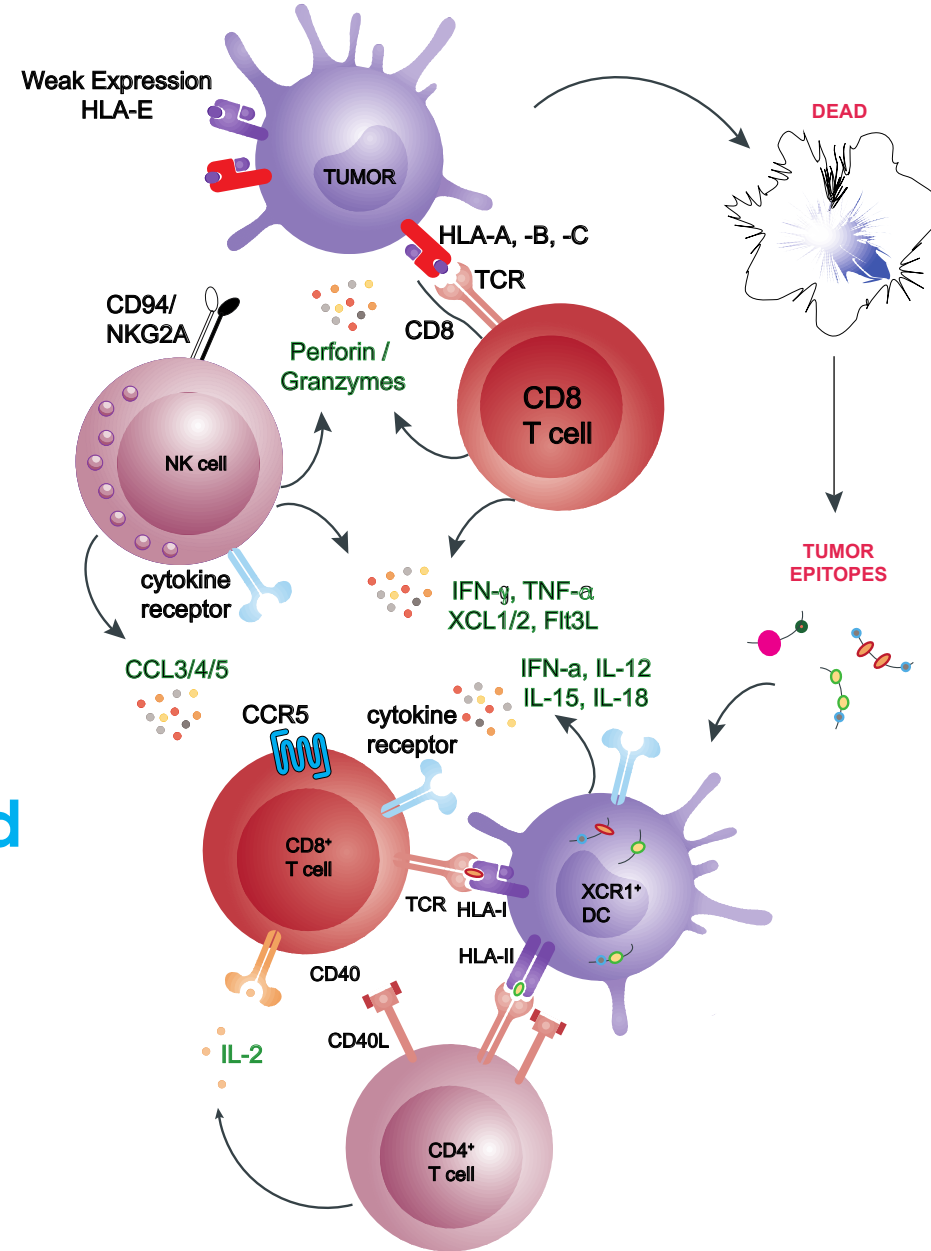 Weak Expression
HLA-E
TUMOR
DEAD
HLA-A, -B, -C
TCR
CD8
CD94/
NKG2A
Perforin /
Granzymes
CD8
T cell
NK cell
cytokine
receptor
IFN-γ, TNF-a
XCL1/2, Flt3L
TUMOR
EPITOPES
CCL3/4/5
IFN-a, IL-12
IL-15, IL-18
CCR5
cytokine
receptor
d
CD8⁺
T cell
TCR
HLA-I
XCR1⁺
DC
HLA-II
CD40
CD40L
IL-2
CD4⁺
T cell